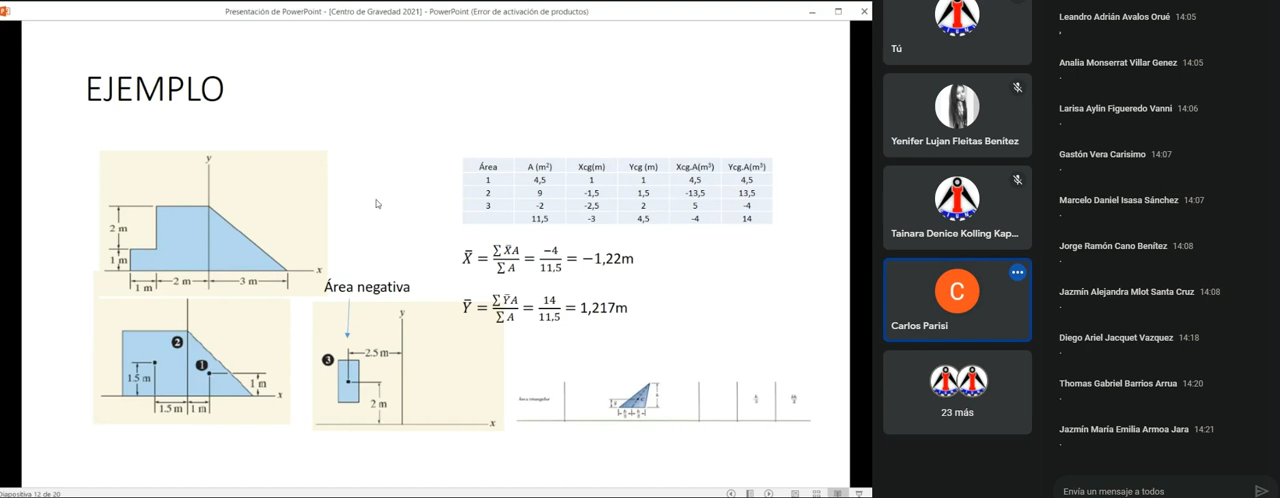 Presentación de PowerPoint - [Centro de Gravedad 2021] - PowerPoint (Error de activación de productos)
EJEMPLO
y
2 m
1 m
x
1 m
2 m
3 m
Área negativa
2
1
1.5 m
1 m
x
1.5 m
1 m
y
3
2.5 m
2 m
x
Área A (m²) Xcg(m) Ycg (m) Xcg.A(m³) Ycg.A(m³)
1 4,5 1 1 4,5 4,5
2 9 -1,5 1,5 -13,5 13,5
3 -2 -2,5 2 5 -4
11,5 -3 4,5 -4 14
X̄ = ∑ X̄A / ∑ A = −4 / 11,5 = −1,22m
Ȳ = ∑ ȲA / ∑ A = 14 / 11,5 = 1,217m
Diapositiva 12 de 20
Tú
Yenifer Lujan Fleitas Benítez
Tainara Denice Kolling Kap...
C
Carlos Parisi
23 más
Leandro Adrián Avalos Orué 14:05
,
Analia Monserrat Villar Genez 14:05
.
Larisa Aylin Figueredo Vanni 14:06
.
Gastón Vera Carisimo 14:07
.
Marcelo Daniel Isasa Sánchez 14:07
.
Jorge Ramón Cano Benítez 14:08
.
Jazmín Alejandra Mlot Santa Cruz 14:08
.
Diego Ariel Jacquet Vazquez 14:18
.
Thomas Gabriel Barrios Arrua 14:20
.
Jazmín María Emilia Armoa Jara 14:21
.
Envía un mensaje a todos